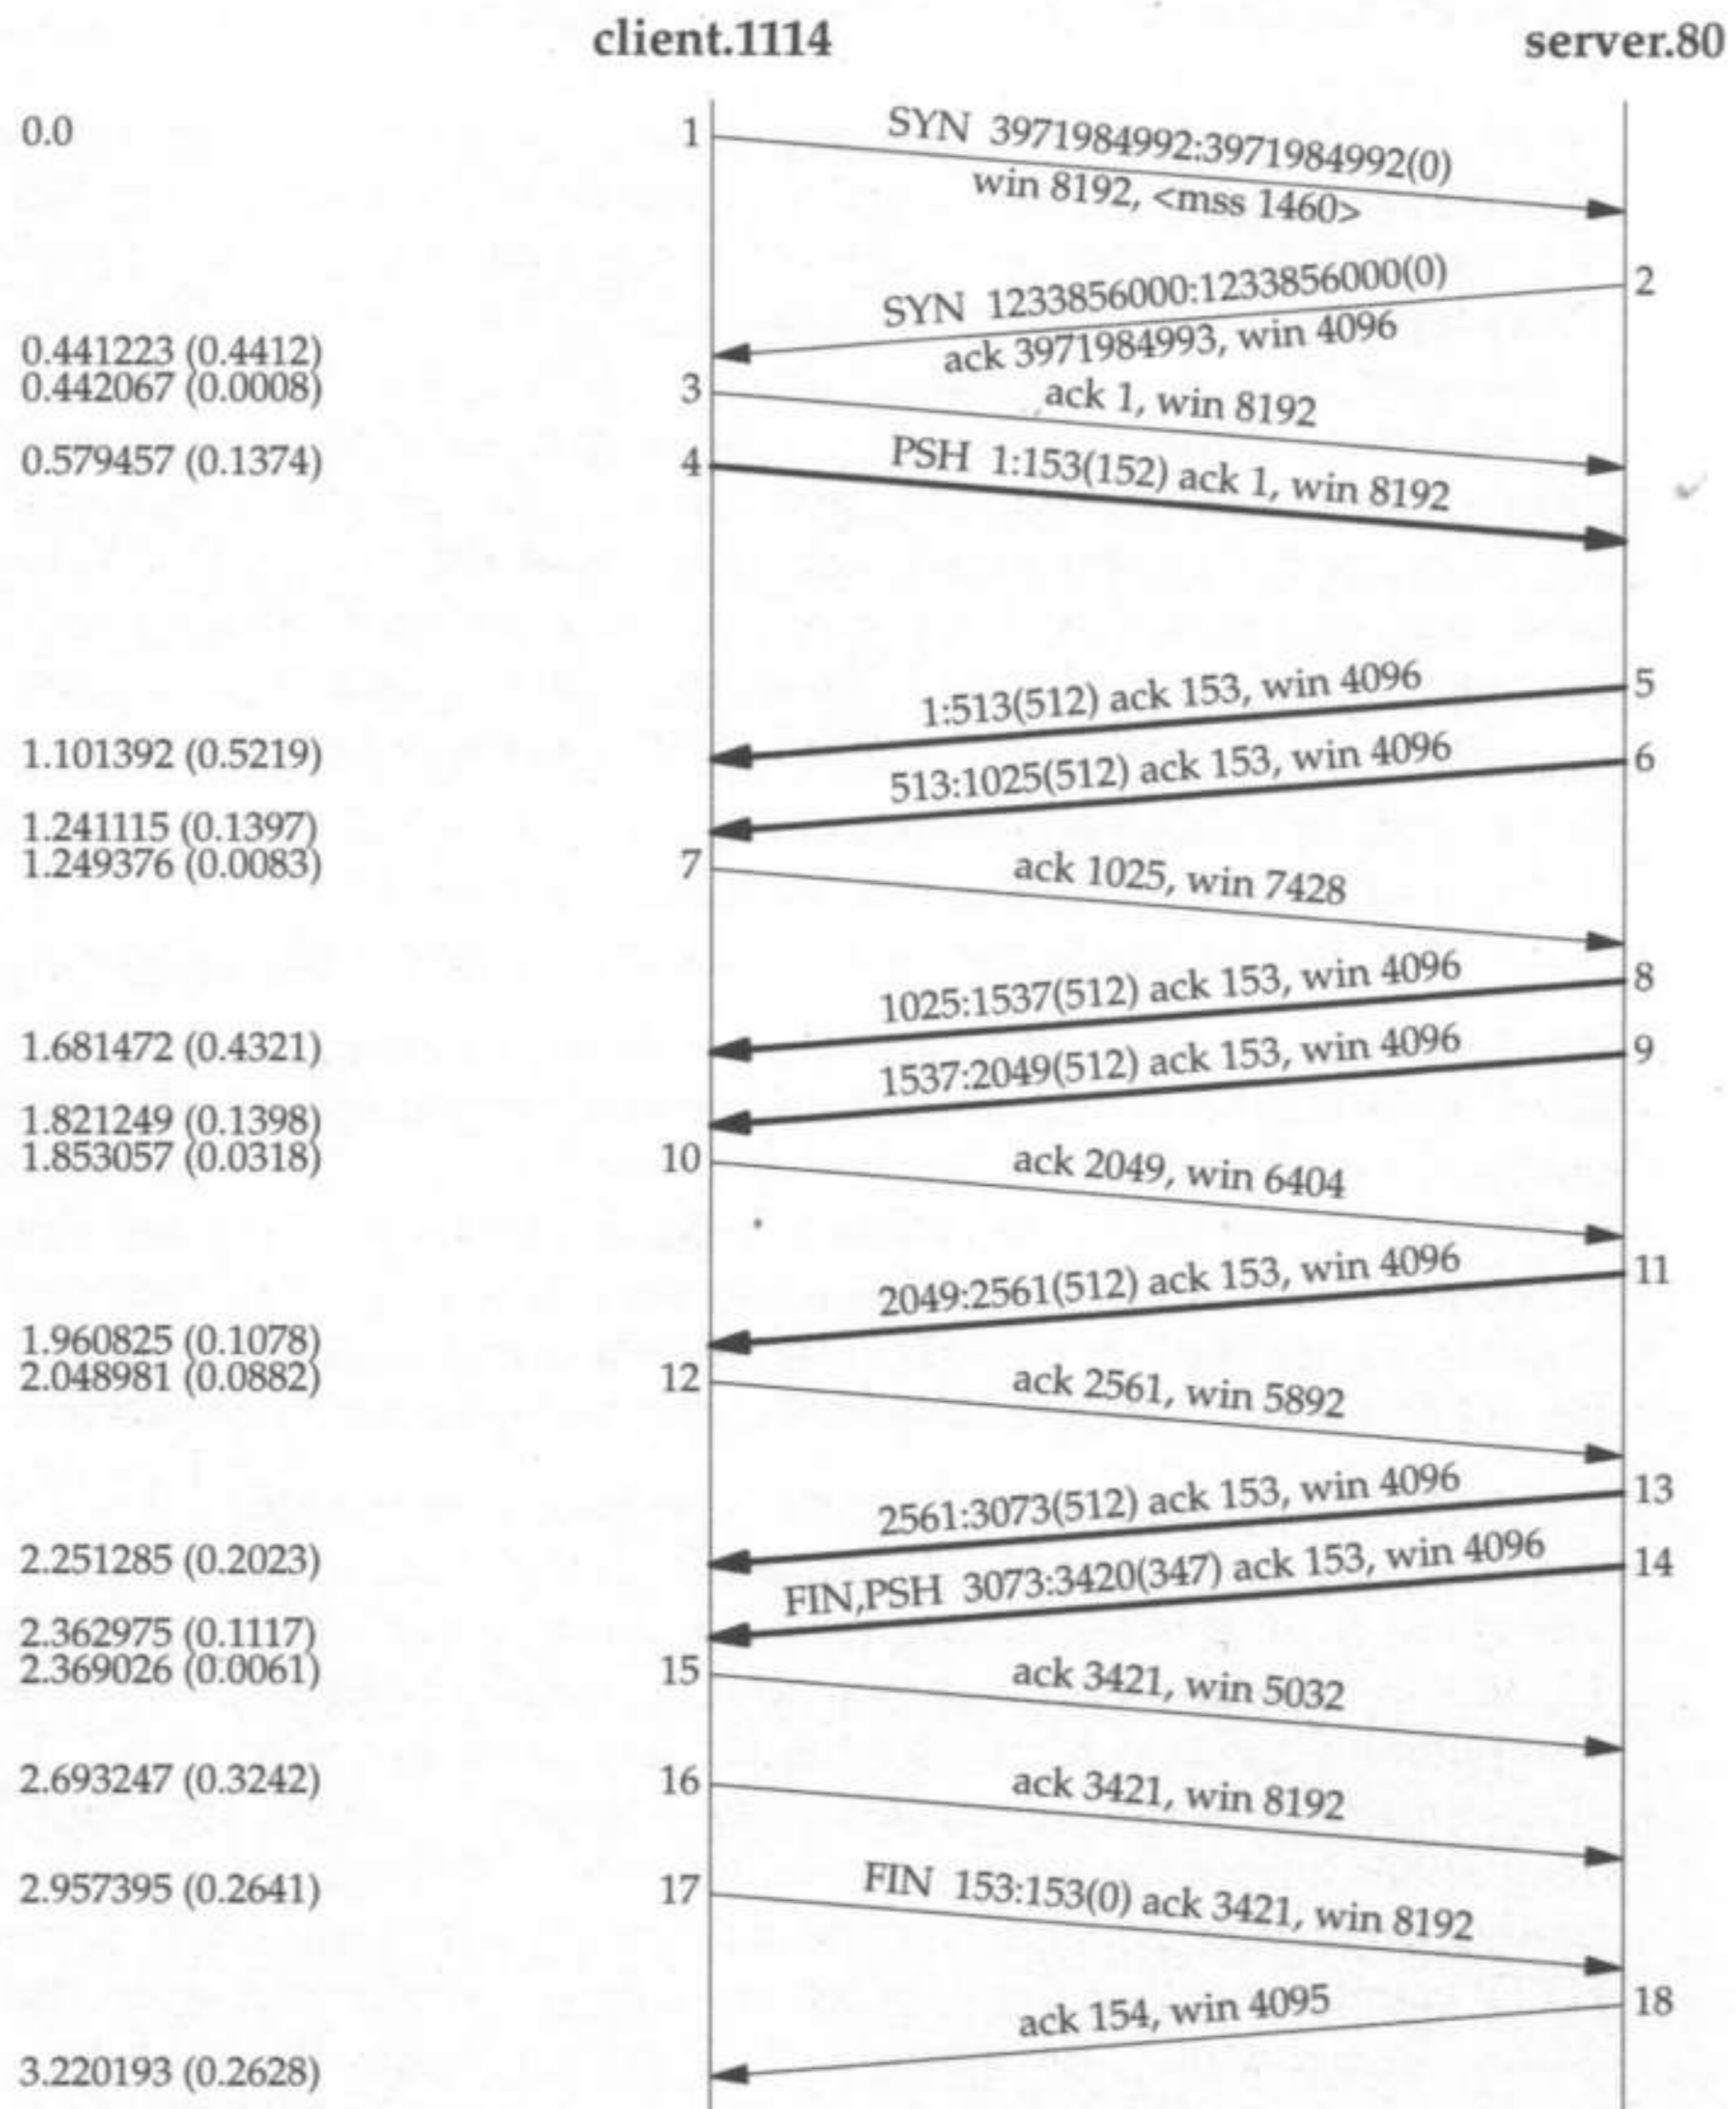 client.1114 server.80
0.0 1 SYN 3971984992:3971984992(0)
win 8192, <mss 1460>
SYN 1233856000:1233856000(0) 2
0.441223 (0.4412) ack 3971984993, win 4096
0.442067 (0.0008) 3 ack 1, win 8192
0.579457 (0.1374) 4 PSH 1:153(152) ack 1, win 8192
1:513(512) ack 153, win 4096 5
1.101392 (0.5219)
513:1025(512) ack 153, win 4096 6
1.241115 (0.1397)
1.249376 (0.0083) 7 ack 1025, win 7428
1025:1537(512) ack 153, win 4096 8
1.681472 (0.4321)
1537:2049(512) ack 153, win 4096 9
1.821249 (0.1398)
1.853057 (0.0318) 10 ack 2049, win 6404
2049:2561(512) ack 153, win 4096 11
1.960825 (0.1078)
2.048981 (0.0882) 12 ack 2561, win 5892
2561:3073(512) ack 153, win 4096 13
2.251285 (0.2023)
FIN,PSH 3073:3420(347) ack 153, win 4096 14
2.362975 (0.1117)
2.369026 (0.0061) 15 ack 3421, win 5032
2.693247 (0.3242) 16 ack 3421, win 8192
2.957395 (0.2641) 17 FIN 153:153(0) ack 3421, win 8192
ack 154, win 4095 18
3.220193 (0.2628)